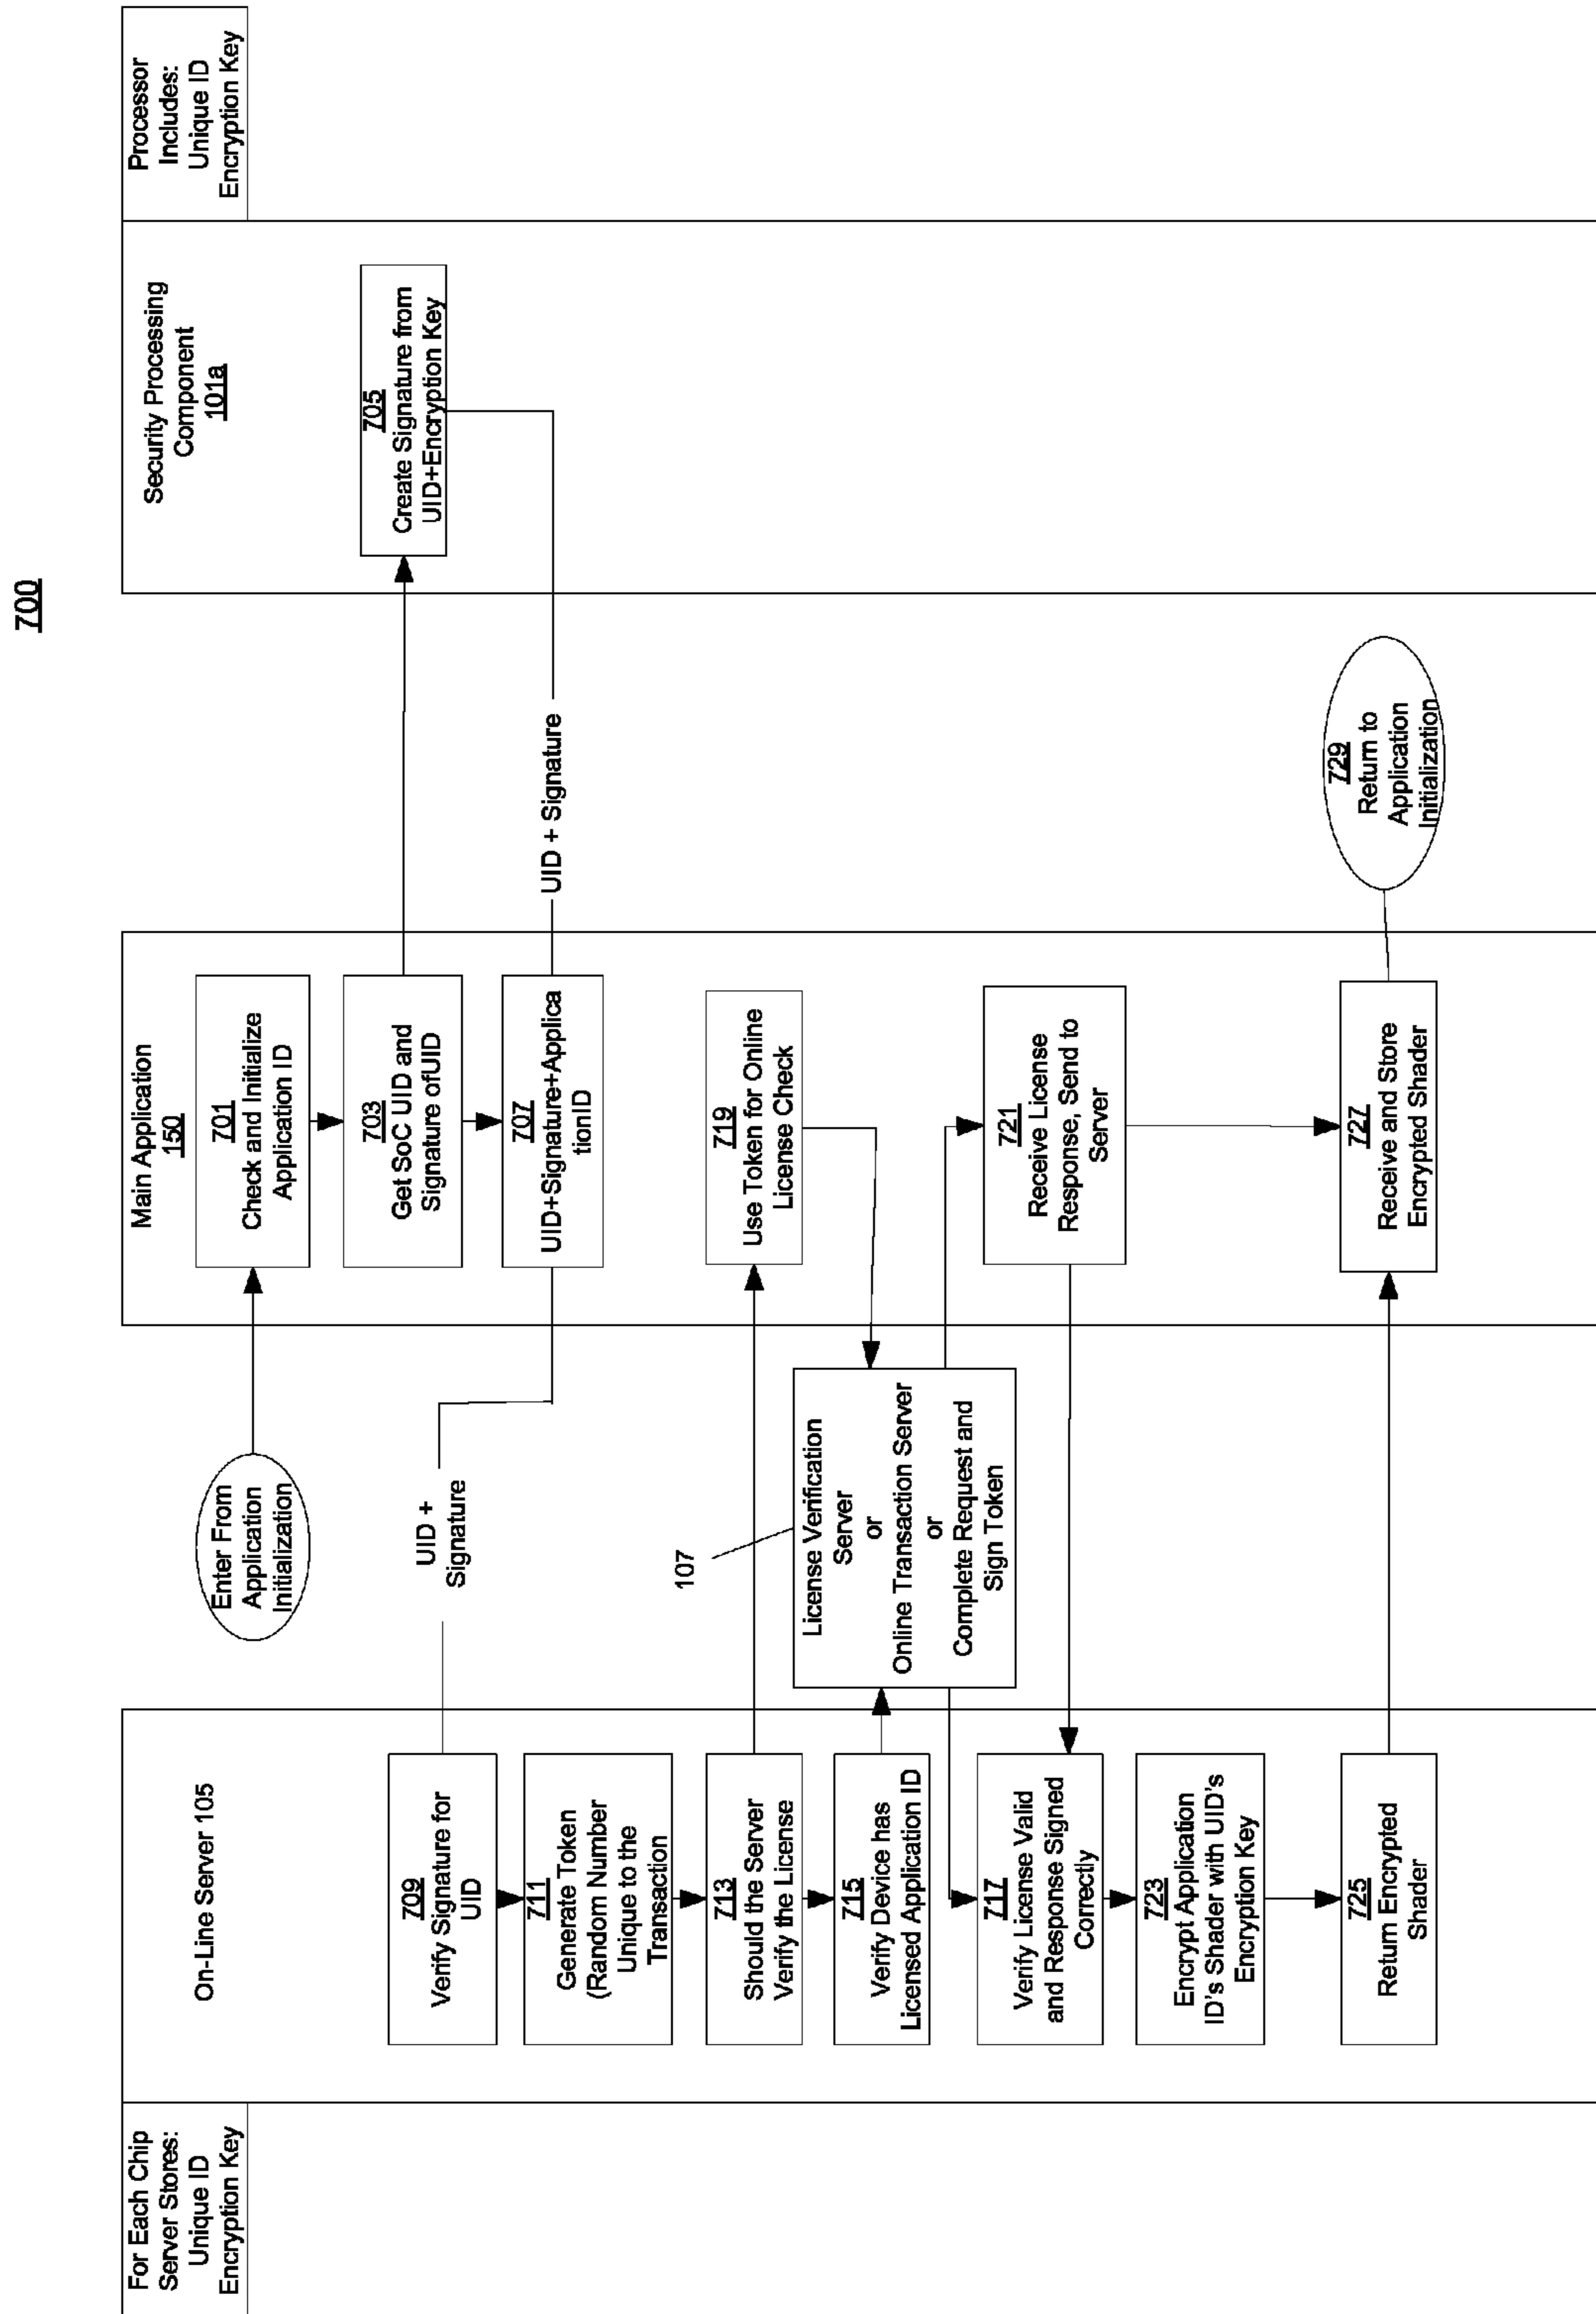 700
For Each Chip
Server Stores:
Unique ID
Encryption Key
On-Line Server 105
709
Verify Signature for
UID
711
Generate Token
(Random Number
Unique to the
Transaction
713
Should the Server
Verify the License
715
Verify Device has
Licensed Application ID
717
Verify License Valid
and Response Signed
Correctly
723
Encrypt Application
ID's Shader with UID's
Encryption Key
725
Return Encrypted
Shader
Enter From
Application
Initialization
UID +
Signature
107
License Verification
Server
or
Online Transaction Server
or
Complete Request and
Sign Token
Main Application
150
701
Check and Initialize
Application ID
703
Get SoC UID and
Signature ofUID
707
UID+Signature+Applica
tionID
719
Use Token for Online
License Check
721
Receive License
Response, Send to
Server
727
Receive and Store
Encrypted Shader
UID + Signature
729
Return to
Application
Initialization
Security Processing
Component
101a
705
Create Signature from
UID+Encryption Key
Processor
Includes:
Unique ID
Encryption Key